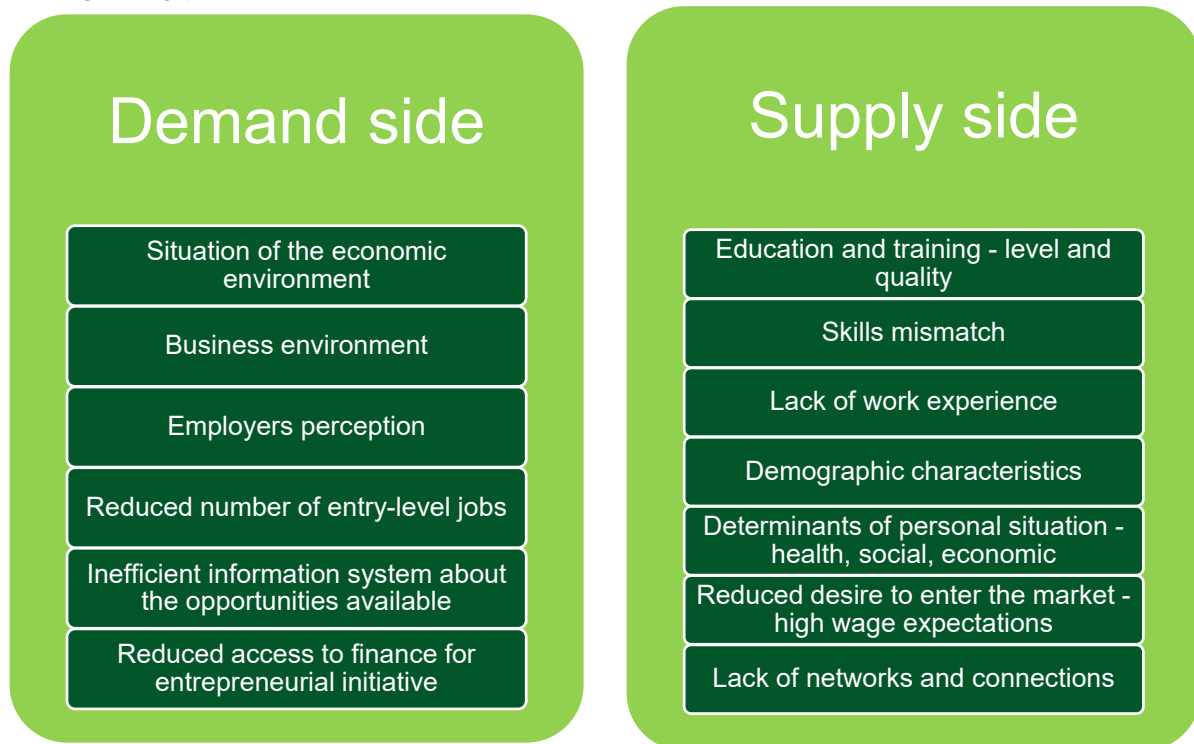 Demand side
Situation of the economic
environment
Business environment
Employers perception
Reduced number of entry-level jobs
Inefficient information system about
the opportunities available
Reduced access to finance for
entrepreneurial initiative
Supply side
Education and training - level and
quality
Skills mismatch
Lack of work experience
Demographic characteristics
Determinants of personal situation -
health, social, economic
Reduced desire to enter the market -
high wage expectations
Lack of networks and connections